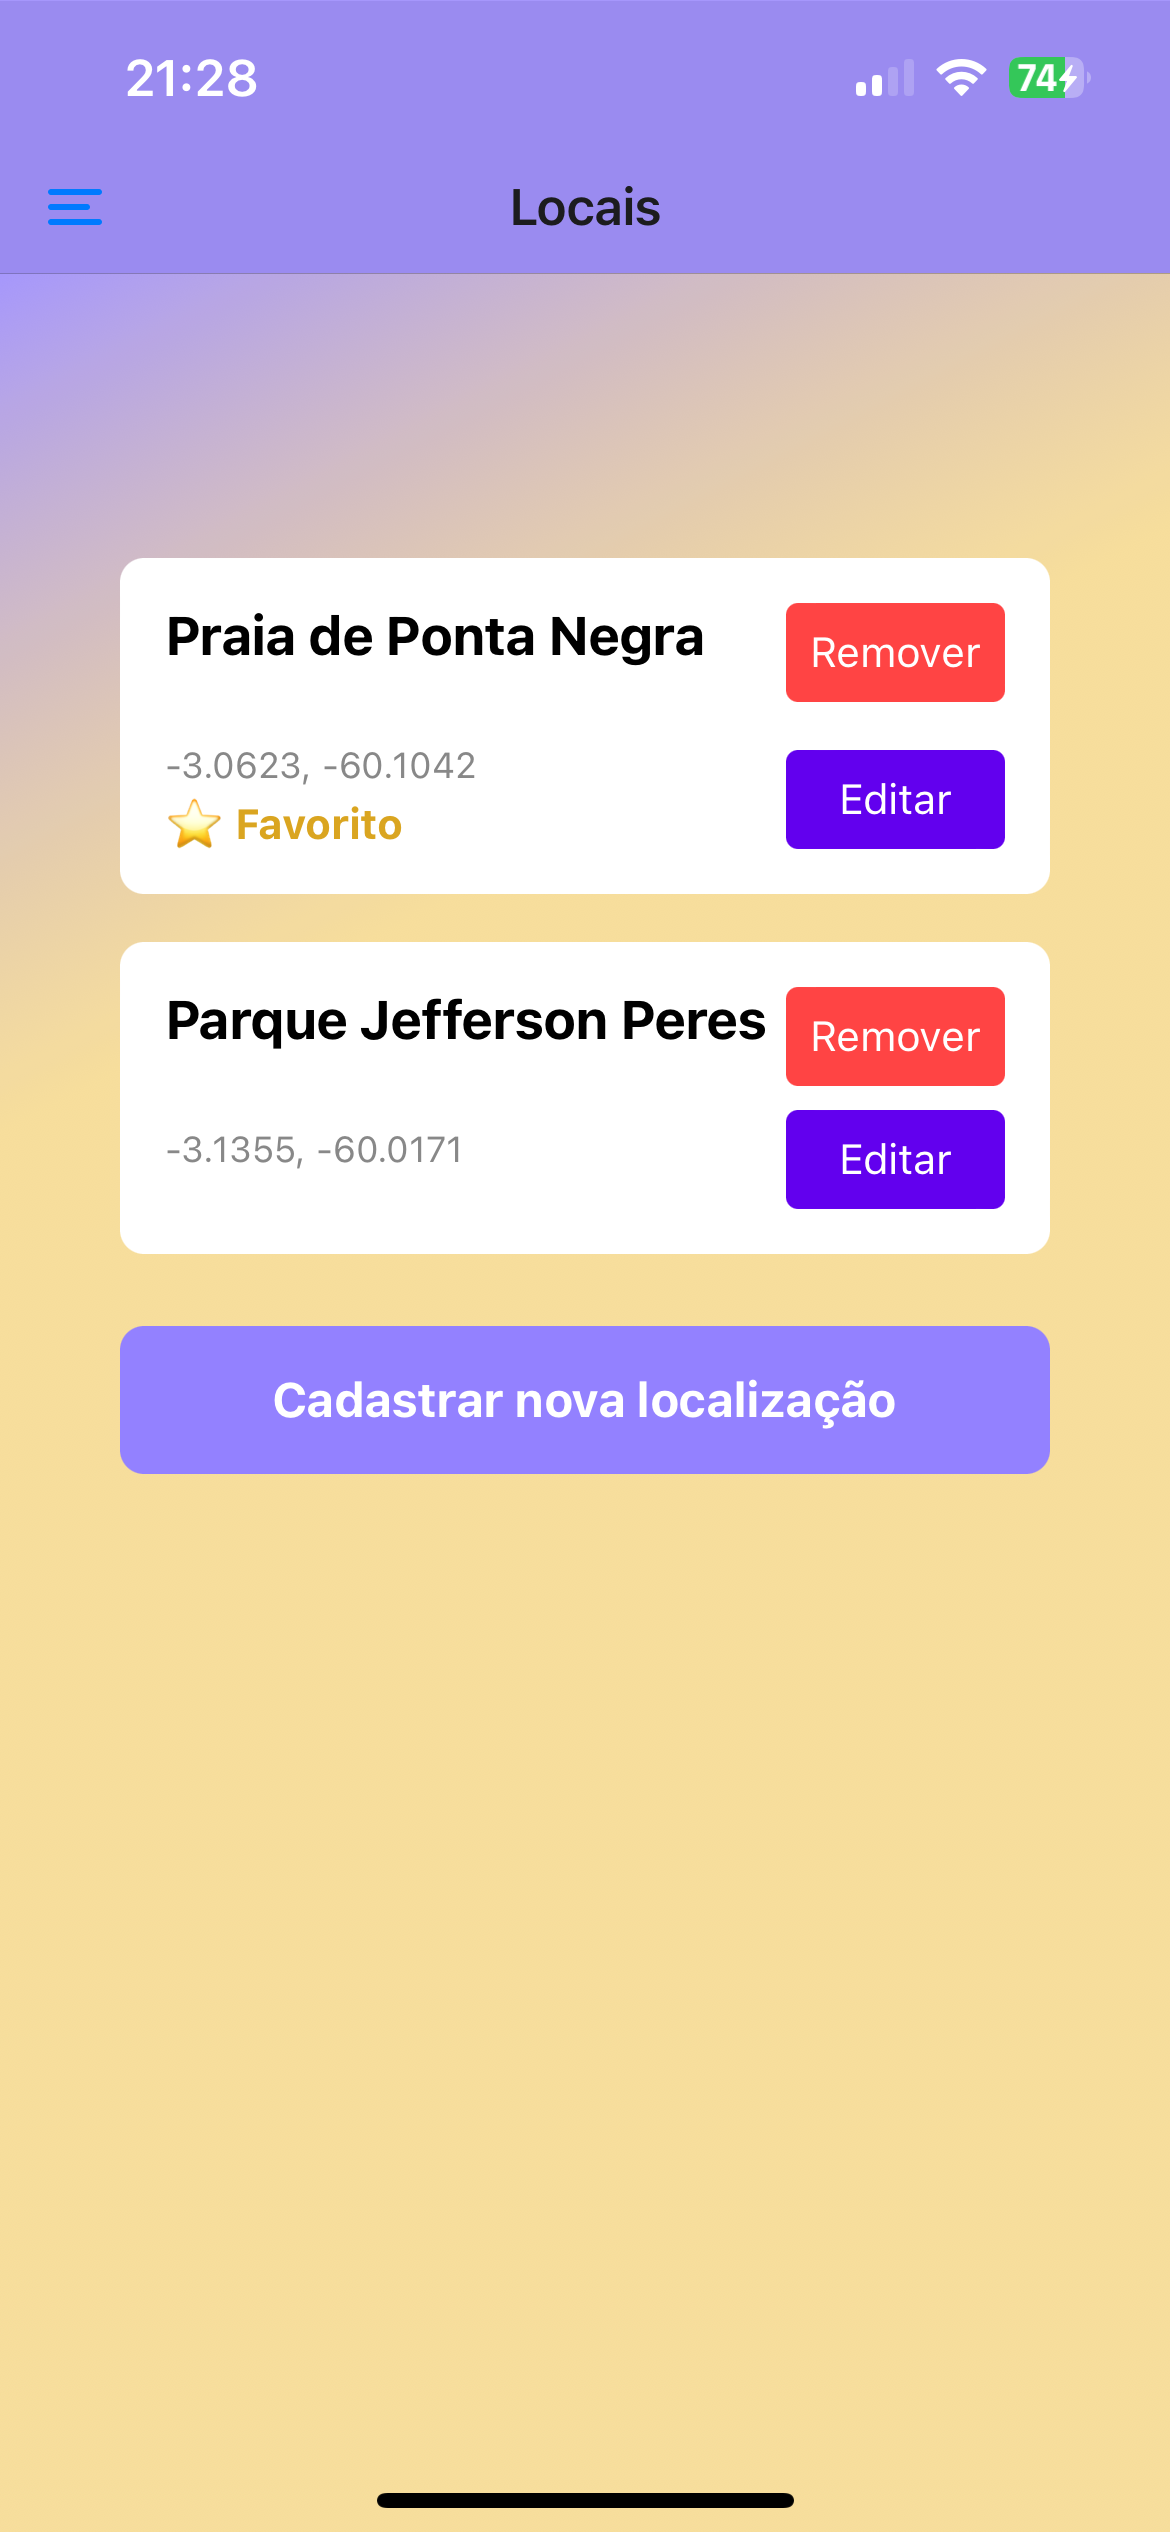 21:28
74
Locais
Praia de Ponta Negra
Remover
-3.0623, -60.1042
Editar
⭐ Favorito
Parque Jefferson Peres
Remover
-3.1355, -60.0171
Editar
Cadastrar nova localização